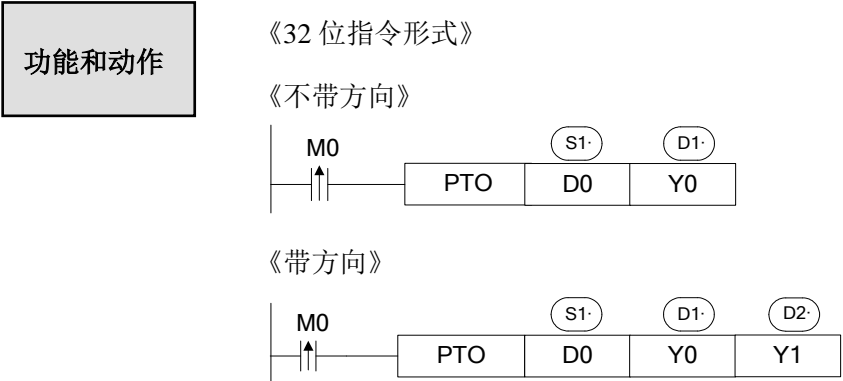 功能和动作
《32 位指令形式》
《不带方向》
S1· D1·
M0
PTO D0 Y0
《带方向》
S1· D1· D2·
M0
PTO D0 Y0 Y1